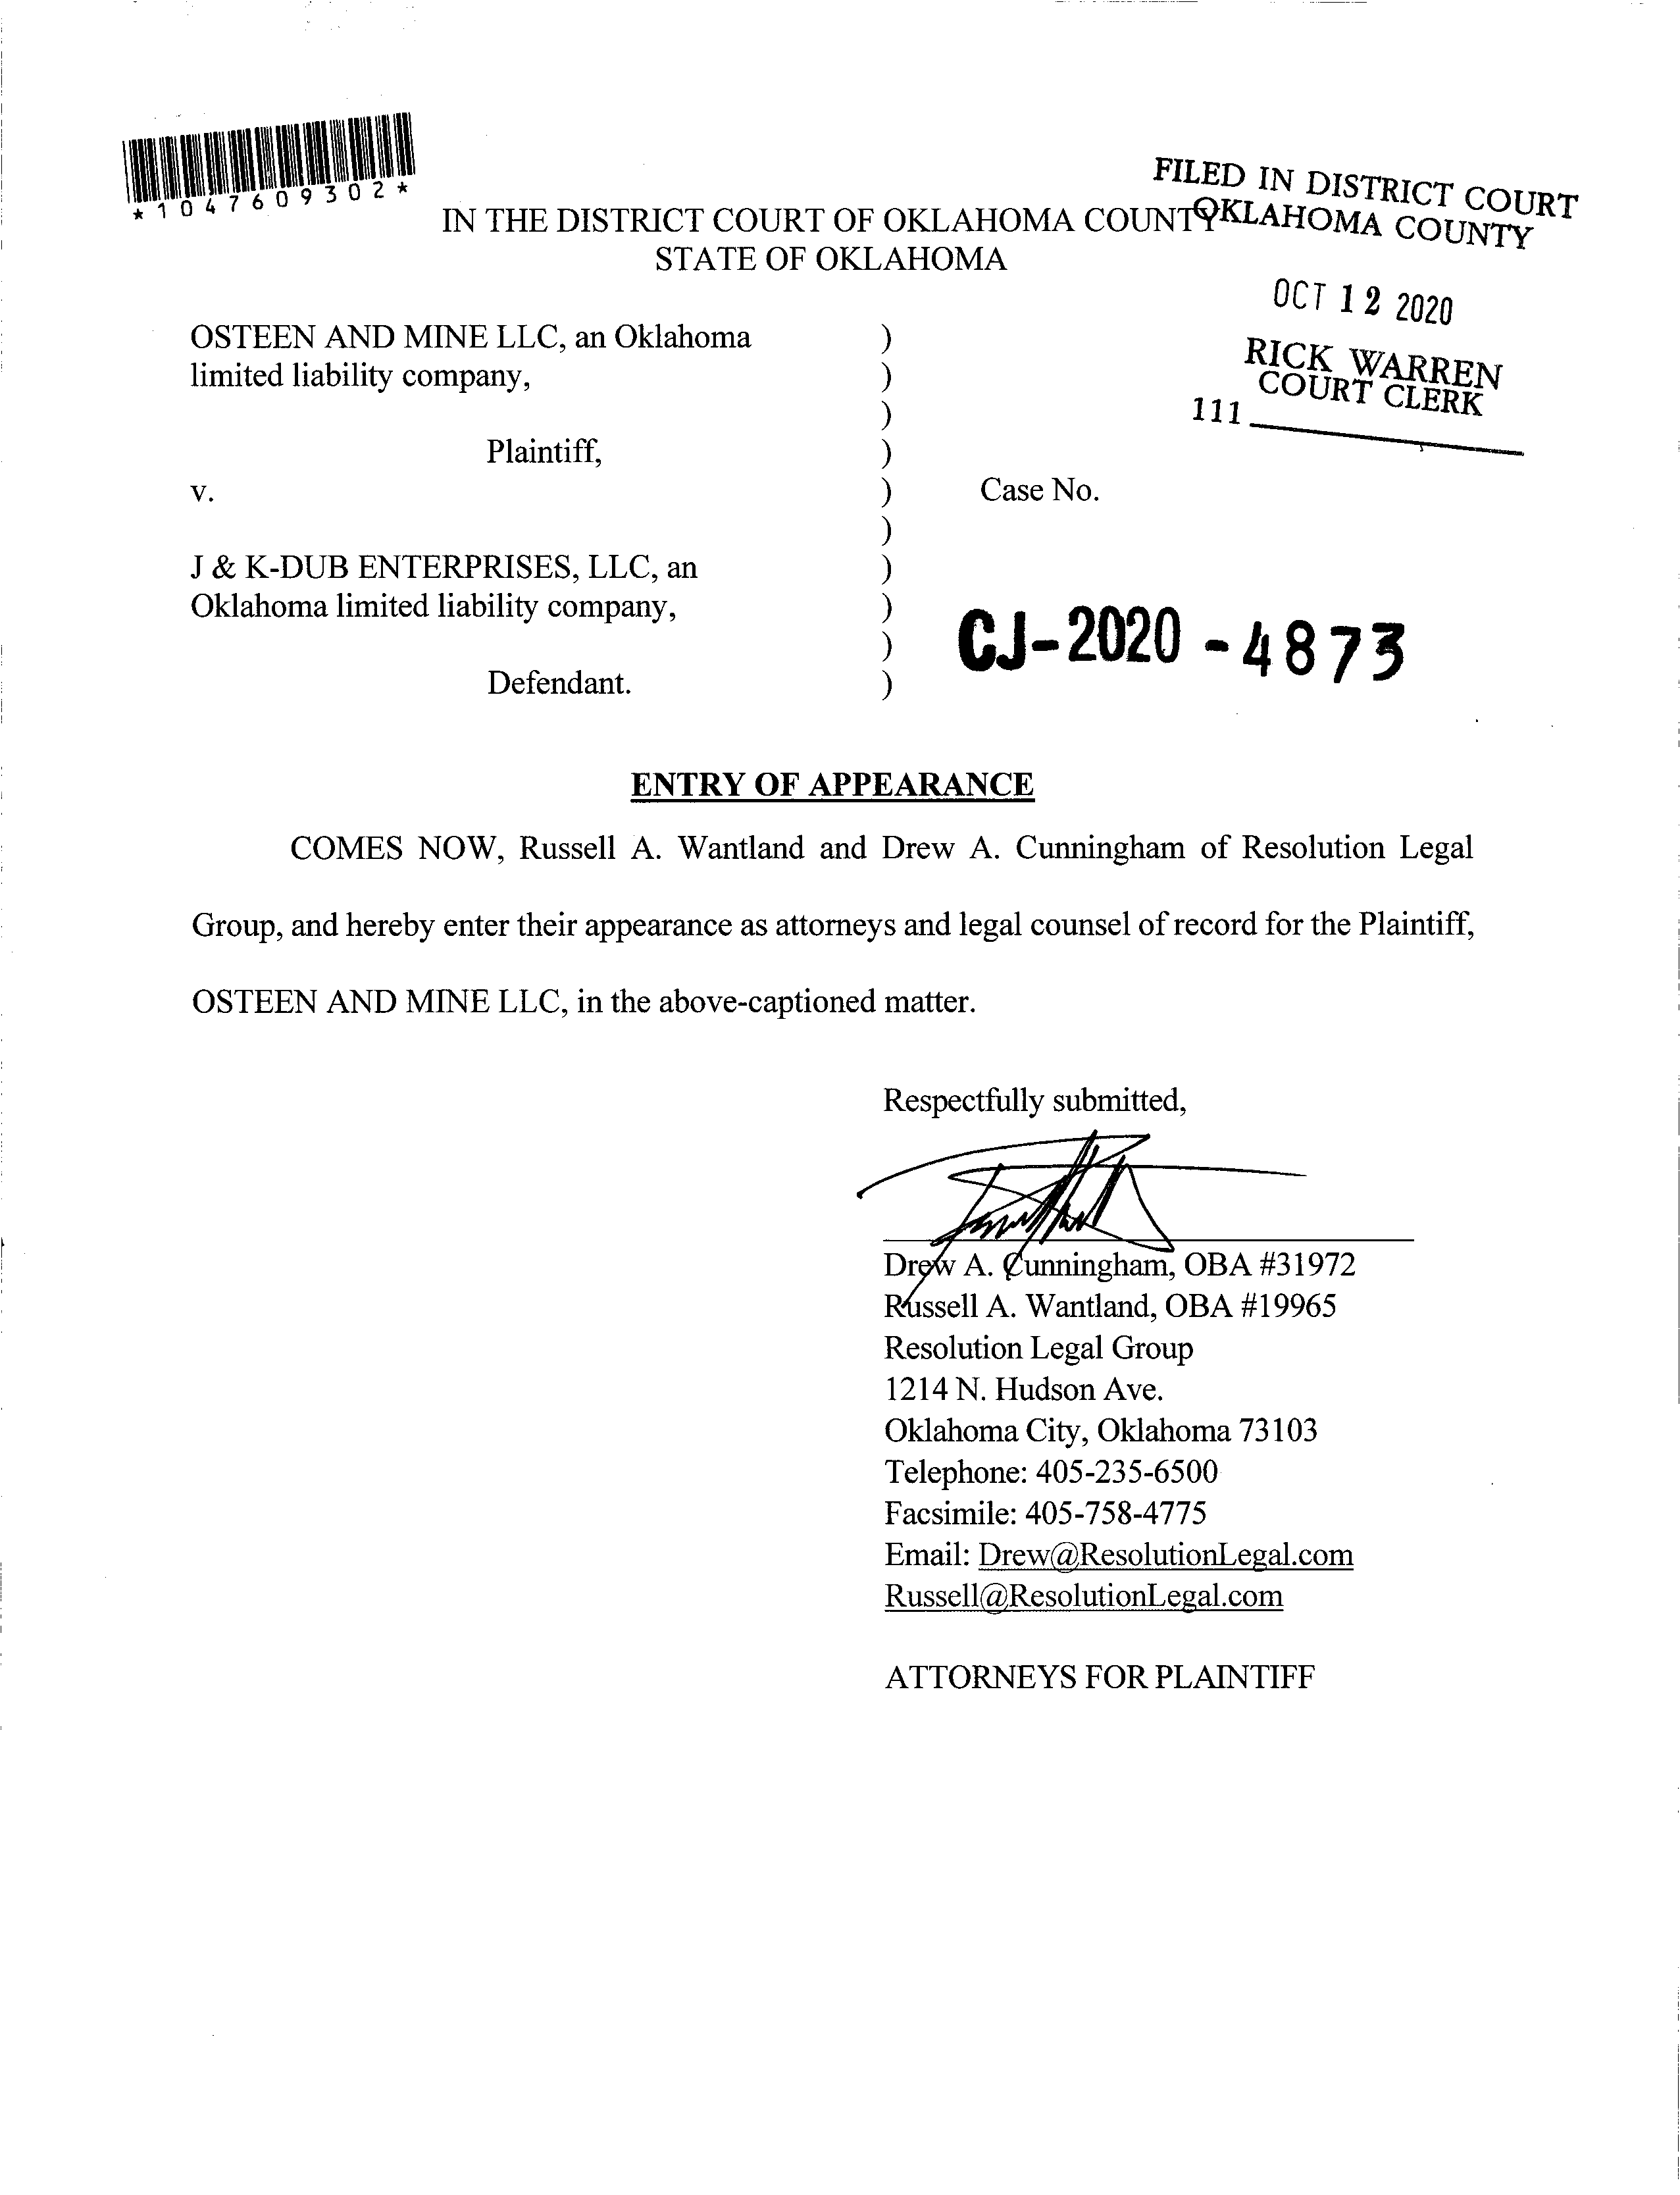 *1047609302*
FILED IN DISTRICT COURT
OKLAHOMA COUNTY
IN THE DISTRICT COURT OF OKLAHOMA COUNTY
STATE OF OKLAHOMA
OCT 12 2020
RICK WARREN
COURT CLERK
111
OSTEEN AND MINE LLC, an Oklahoma )
limited liability company, )
)
Plaintiff, )
v. ) Case No.
)
J & K-DUB ENTERPRISES, LLC, an )
Oklahoma limited liability company, )
) CJ-2020-4873
Defendant. )
ENTRY OF APPEARANCE
COMES NOW, Russell A. Wantland and Drew A. Cunningham of Resolution Legal
Group, and hereby enter their appearance as attorneys and legal counsel of record for the Plaintiff,
OSTEEN AND MINE LLC, in the above-captioned matter.
Respectfully submitted,
Drew A. Cunningham, OBA #31972
Russell A. Wantland, OBA #19965
Resolution Legal Group
1214 N. Hudson Ave.
Oklahoma City, Oklahoma 73103
Telephone: 405-235-6500
Facsimile: 405-758-4775
Email: Drew@ResolutionLegal.com
Russell@ResolutionLegal.com
ATTORNEYS FOR PLAINTIFF